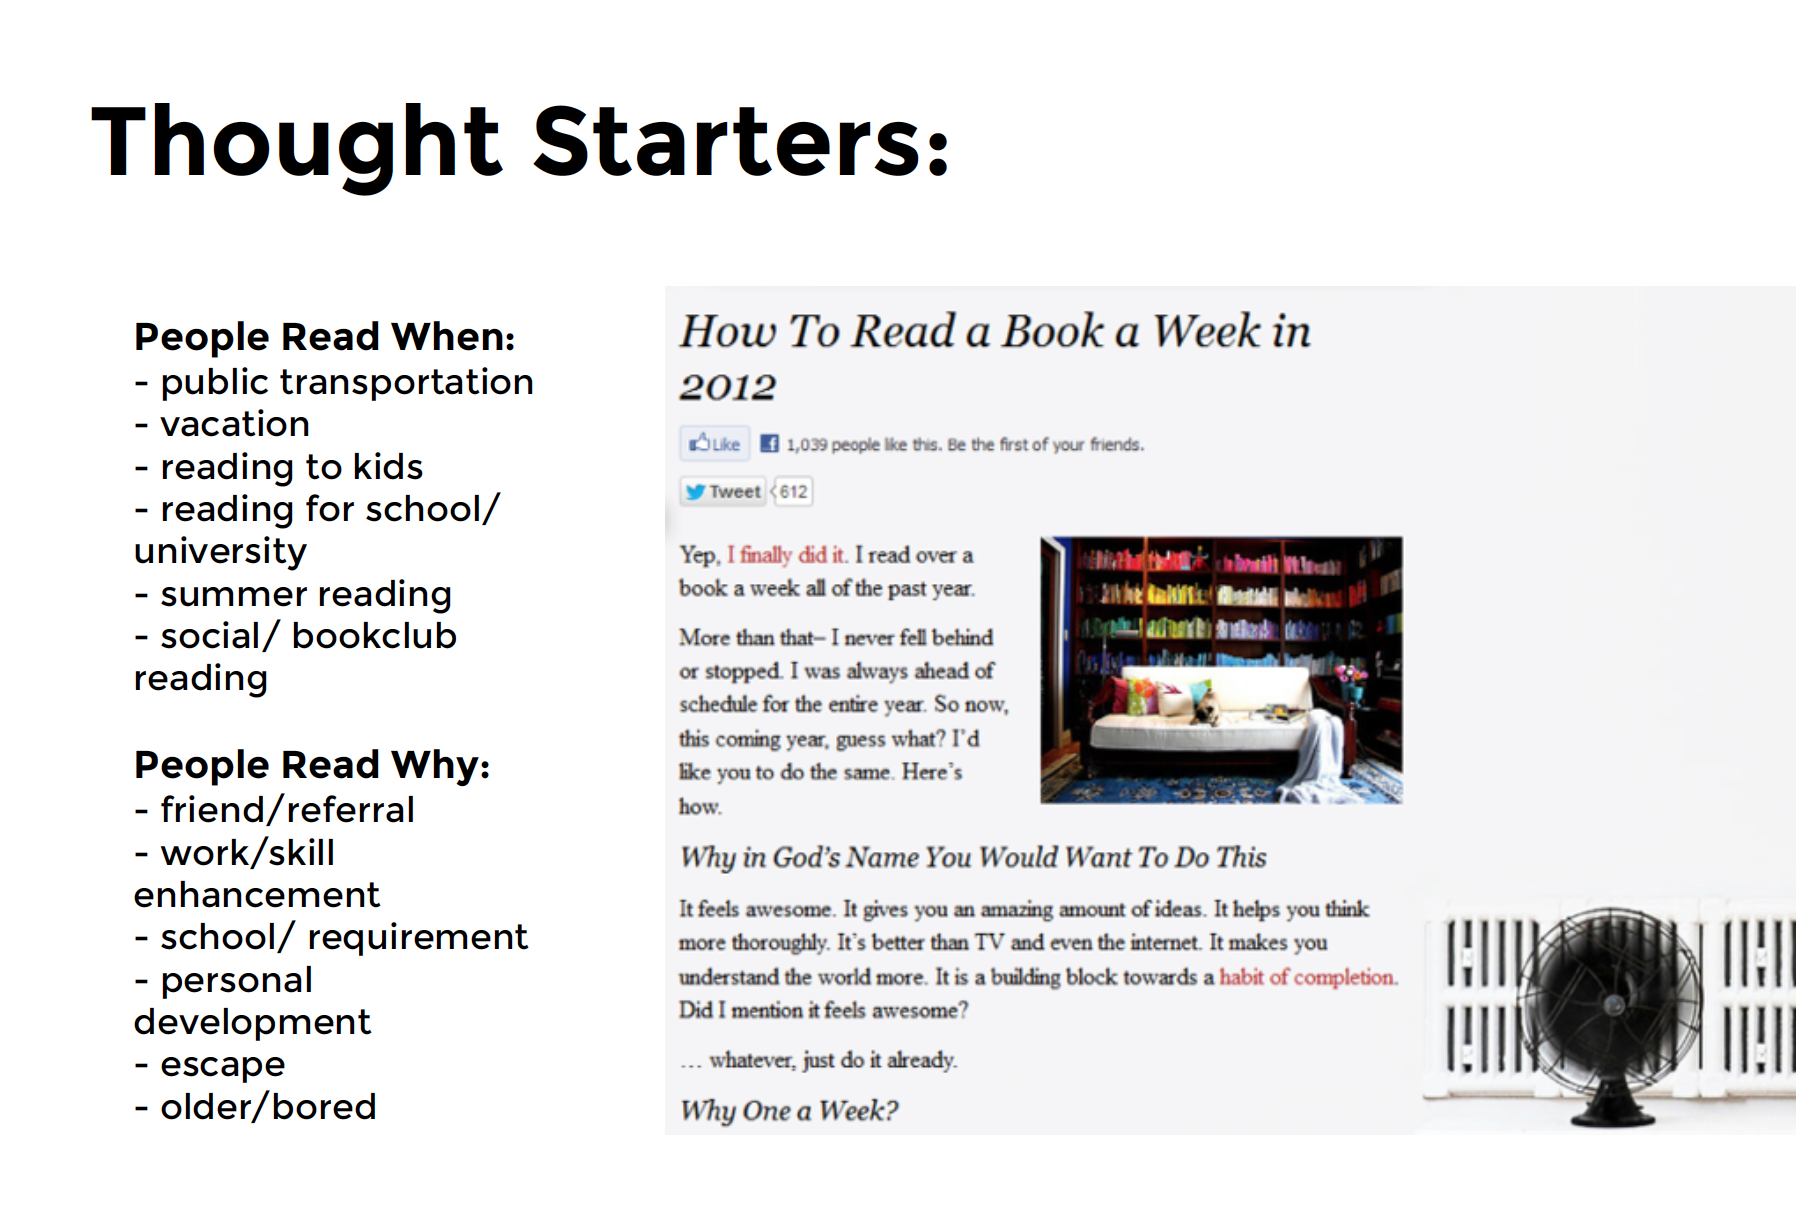 Thought Starters:
People Read When:
- public transportation
- vacation
- reading to kids
- reading for school/
university
- summer reading
- social/ bookclub
reading
People Read Why:
- friend/referral
- work/skill
enhancement
- school/ requirement
- personal
development
- escape
- older/bored
How To Read a Book a Week in
2012
Like 1,039 people like this. Be the first of your friends.
Tweet 612
Yep, I finally did it. I read over a
book a week all of the past year.
More than that– I never fell behind
or stopped. I was always ahead of
schedule for the entire year. So now,
this coming year, guess what? I’d
like you to do the same. Here’s
how.
Why in God’s Name You Would Want To Do This
It feels awesome. It gives you an amazing amount of ideas. It helps you think
more thoroughly. It’s better than TV and even the internet. It makes you
understand the world more. It is a building block towards a habit of completion.
Did I mention it feels awesome?
… whatever, just do it already.
Why One a Week?